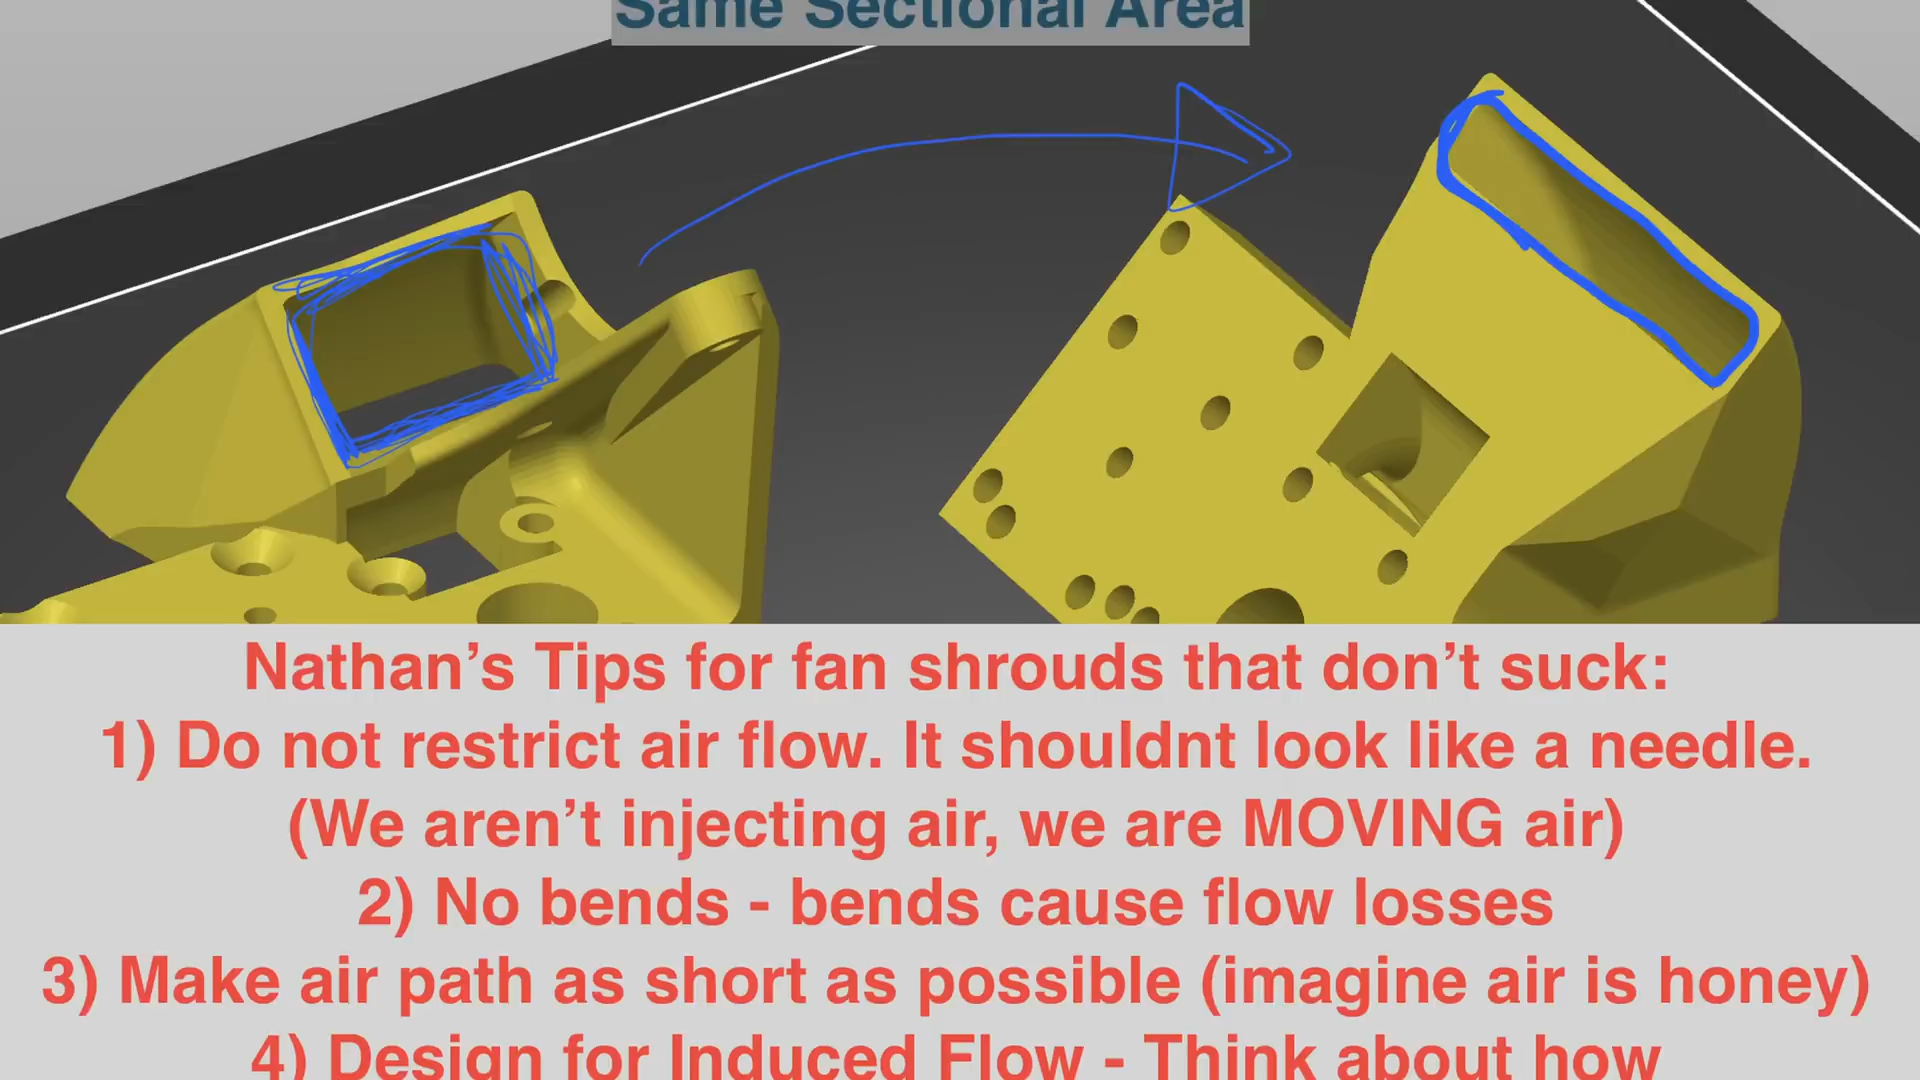 Same Sectional Area
Nathan’s Tips for fan shrouds that don’t suck:
1) Do not restrict air flow. It shouldnt look like a needle.
(We aren’t injecting air, we are MOVING air)
2) No bends - bends cause flow losses
3) Make air path as short as possible (imagine air is honey)
4) Design for Induced Flow - Think about how